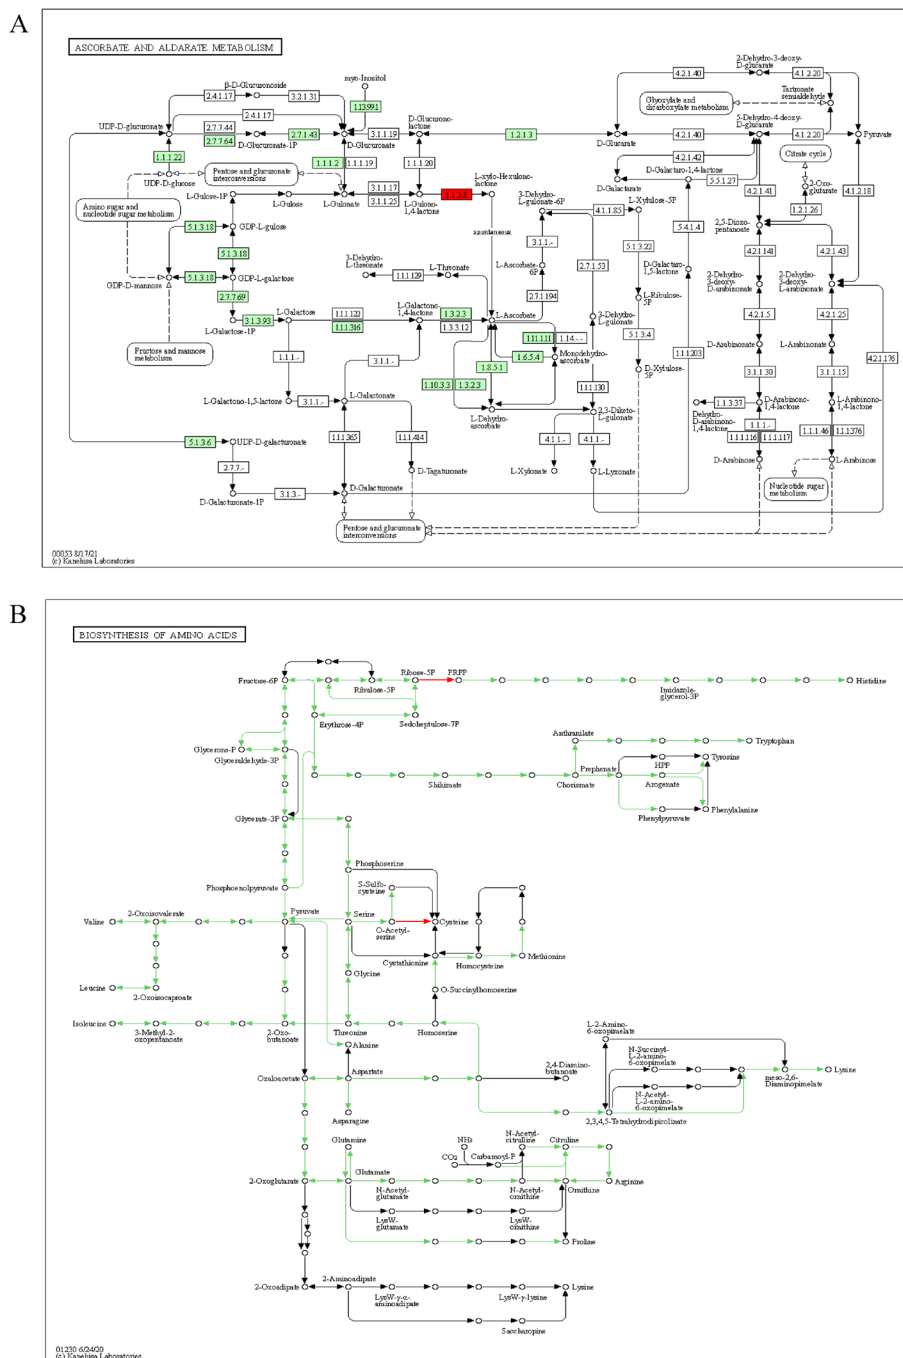 A
ASCORBATE AND ALDARATE METABOLISM
myo-Inositol
1.13.99.1
β-D-Glucuronoside
2.4.1.17
3.2.1.31
2.4.1.17
UDP-D-glucuronate
2.7.7.44
2.7.7.64
D-Glucuronate-1P
2.7.1.43
D-Glucuronate
3.1.1.19
D-Glucurono-
lactone
1.2.1.3
D-Glucarate
4.2.1.40
2-Dehydro-3-deoxy-
D-glucarate
4.1.2.20
Tartronate
semialdehyde
Glyoxylate and
dicarboxylate metabolism
5-Dehydro-4-deoxy-
D-glucarate
4.2.1.40
4.1.2.20
Pyruvate
1.1.1.22
UDP-D-glucose
Pentose and glucuronate
interconversions
1.1.1.2
1.1.1.19
1.1.1.20
4.2.1.42
D-Galactaro-1,4-lactone
5.5.1.27
D-Galactarate
Citrate cycle
2-Oxo-
glutarate
1.2.1.26
4.2.1.41
4.2.1.18
Amino sugar and
nucleotide sugar metabolism
L-Gulose-1P
L-Gulose
L-Gulonate
3.1.1.17
3.1.1.25
L-Gulono-
1,4-lactone
1.1.3.8
L-xylo-Hexulono-
lactone
spontaneous
3-Dehydro-
L-gulonate-6P
4.1.1.85
L-Xylulose-5P
5.4.1.4
2,5-Dioxo-
pentanoate
5.1.3.18
GDP-L-gulose
5.1.3.18
5.1.3.18
GDP-D-mannose
GDP-L-galactose
2.7.7.69
3.1.1.-
L-Ascorbate-
6P
2.7.1.194
2.7.1.53
5.1.3.22
D-Galactaro-
1,5-lactone
4.2.1.141
4.2.1.43
3-Dehydro-
L-threonate
1.1.1.129
L-Threonate
2-Dehydro-
3-deoxy-
D-arabinonate
2-Dehydro-
3-deoxy-
L-arabinonate
L-Ribulose-
5P
3-Dehydro-
L-gulonate
L-Galactose-1P
3.1.3.93
L-Galactose
1.1.1.122
1.1.1.316
L-Galactono-
1,4-lactone
1.3.2.3
1.3.3.12
L-Ascorbate
1.11.1.11
1.14.-.-
1.6.5.4
Monodehydro-
ascorbate
1.8.5.1
1.10.3.3
1.3.2.3
L-Dehydro-
ascorbate
4.2.1.5
4.2.1.25
5.1.3.4
D-Arabinonate
L-Arabinonate
1.1.1.203
4.2.1.176
Fructose and mannose
metabolism
1.1.1.-
3.1.1.-
L-Galactono-1,5-lactone
3.1.1.-
L-Galactonate
D-Xylulose-
5P
3.1.1.30
3.1.1.15
1.1.1.130
2,3-Diketo-
L-gulonate
1.1.3.37
Dehydro-
D-arabinono-
1,4-lactone
D-Arabinono-
1,4-lactone
L-Arabinono-
1,4-lactone
1.1.1.-
1.1.1.116
1.1.1.117
1.1.1.46
1.1.1.376
5.1.3.6
UDP-D-galacturonate
1.1.1.365
1.1.1.414
4.1.1.-
4.1.1.-
D-Arabinose
L-Arabinose
2.7.7.-
D-Tagaturonate
L-Xylonate
L-Lyxonate
D-Galacturonate-1P
3.1.3.-
D-Galacturonate
Nucleotide sugar
metabolism
Pentose and glucuronate
interconversions
00053 8/17/21
(c) Kanehisa Laboratories
B
BIOSYNTHESIS OF AMINO ACIDS
Fructose-6P
Ribulose-5P
Ribose-5P
PRPP
Imidazole-
glycerol-3P
Histidine
Erythrose-4P
Sedoheptulose-7P
Glycerone-P
Glyceraldehyde-3P
Anthranilate
Tryptophan
Shikimate
Chorismate
Prephenate
HPP
Tyrosine
Arogenate
Phenylpyruvate
Phenylalanine
Glycerate-3P
Phosphoserine
Phosphoenolpyruvate
S-Sulfo-
cysteine
Valine
2-Oxoisovalerate
Pyruvate
Serine
O-Acetyl-
serine
Cysteine
Cystathionine
Homocysteine
Methionine
Glycine
Leucine
2-Oxoisocaproate
O-Succinylhomoserine
Isoleucine
3-Methyl-2-
oxopentanoate
2-Oxo-
butanoate
Threonine
Homoserine
Alanine
L-2-Amino-
6-oxopimelate
N-Succinyl-
L-2-amino-
6-oxopimelate
Oxaloacetate
Aspartate
2,4-Diamino-
butanoate
N-Acetyl-
L-2-amino-
6-oxopimelate
meso-2,6-
Diaminopimelate
Lysine
Asparagine
2,3,4,5-Tetrahydrodipicolinate
Glutamine
NH3
CO2
Carbamoyl-P
N-Acetyl-
citrulline
Citruline
2-Oxoglutarate
Glutamate
N-Acetyl-
glutamate
N-Acetyl-
ornithine
Ornithine
Arginine
LysW-
glutamate
LysW-
ornithine
Proline
2-Oxoadipate
2-Aminoadipate
LysW-γ-α-
aminoadipate
LysW-γ-lysine
Lysine
Saccharopine
01230 6/24/20
(c) Kanehisa Laboratories